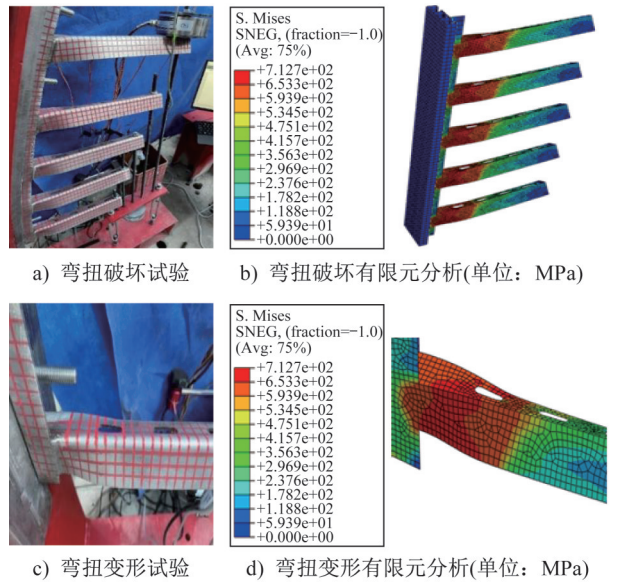 S. Mises
SNEG, (fraction=−1.0)
(Avg: 75%)
+7.127e+02
+6.533e+02
+5.939e+02
+5.345e+02
+4.751e+02
+4.157e+02
+3.563e+02
+2.969e+02
+2.376e+02
+1.782e+02
+1.188e+02
+5.939e+01
+0.000e+00
a) 弯扭破坏试验
b) 弯扭破坏有限元分析(单位：MPa)
S. Mises
SNEG, (fraction=−1.0)
(Avg: 75%)
+7.127e+02
+6.533e+02
+5.939e+02
+5.345e+02
+4.751e+02
+4.157e+02
+3.563e+02
+2.969e+02
+2.376e+02
+1.782e+02
+1.188e+02
+5.939e+01
+0.000e+00
c) 弯扭变形试验
d) 弯扭变形有限元分析(单位：MPa)